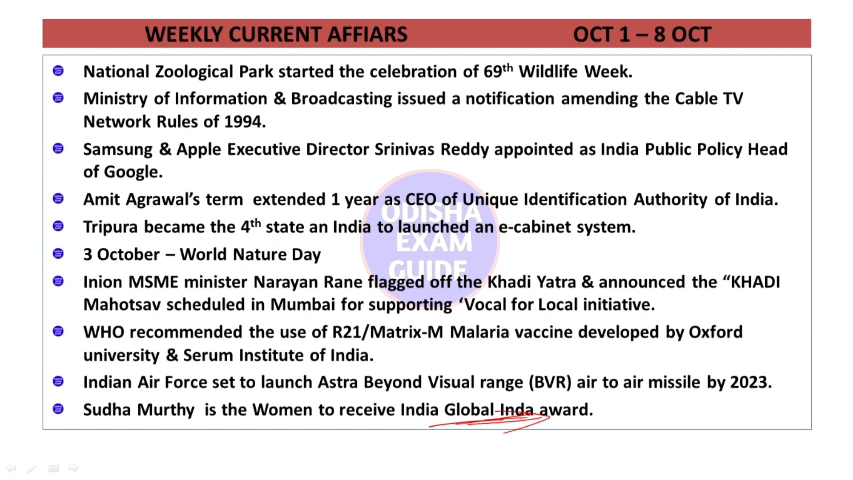 WEEKLY CURRENT AFFIARS OCT 1 – 8 OCT
National Zoological Park started the celebration of 69th Wildlife Week.
Ministry of Information & Broadcasting issued a notification amending the Cable TV
Network Rules of 1994.
Samsung & Apple Executive Director Srinivas Reddy appointed as India Public Policy Head
of Google.
Amit Agrawal's term extended 1 year as CEO of Unique Identification Authority of India.
Tripura became the 4th state an India to launched an e-cabinet system.
3 October – World Nature Day
Inion MSME minister Narayan Rane flagged off the Khadi Yatra & announced the “KHADI
Mahotsav scheduled in Mumbai for supporting ‘Vocal for Local initiative.
WHO recommended the use of R21/Matrix-M Malaria vaccine developed by Oxford
university & Serum Institute of India.
Indian Air Force set to launch Astra Beyond Visual range (BVR) air to air missile by 2023.
Sudha Murthy is the Women to receive India Global Inda award.
ODISHA
EXAM
GUIDE